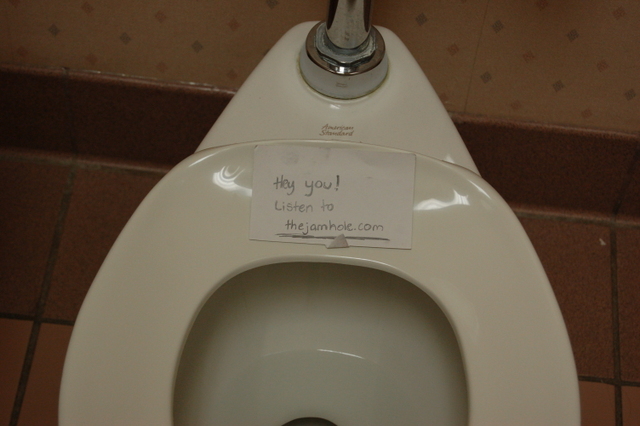 American
Standard
Hey you!
Listen to
thejamhole.com